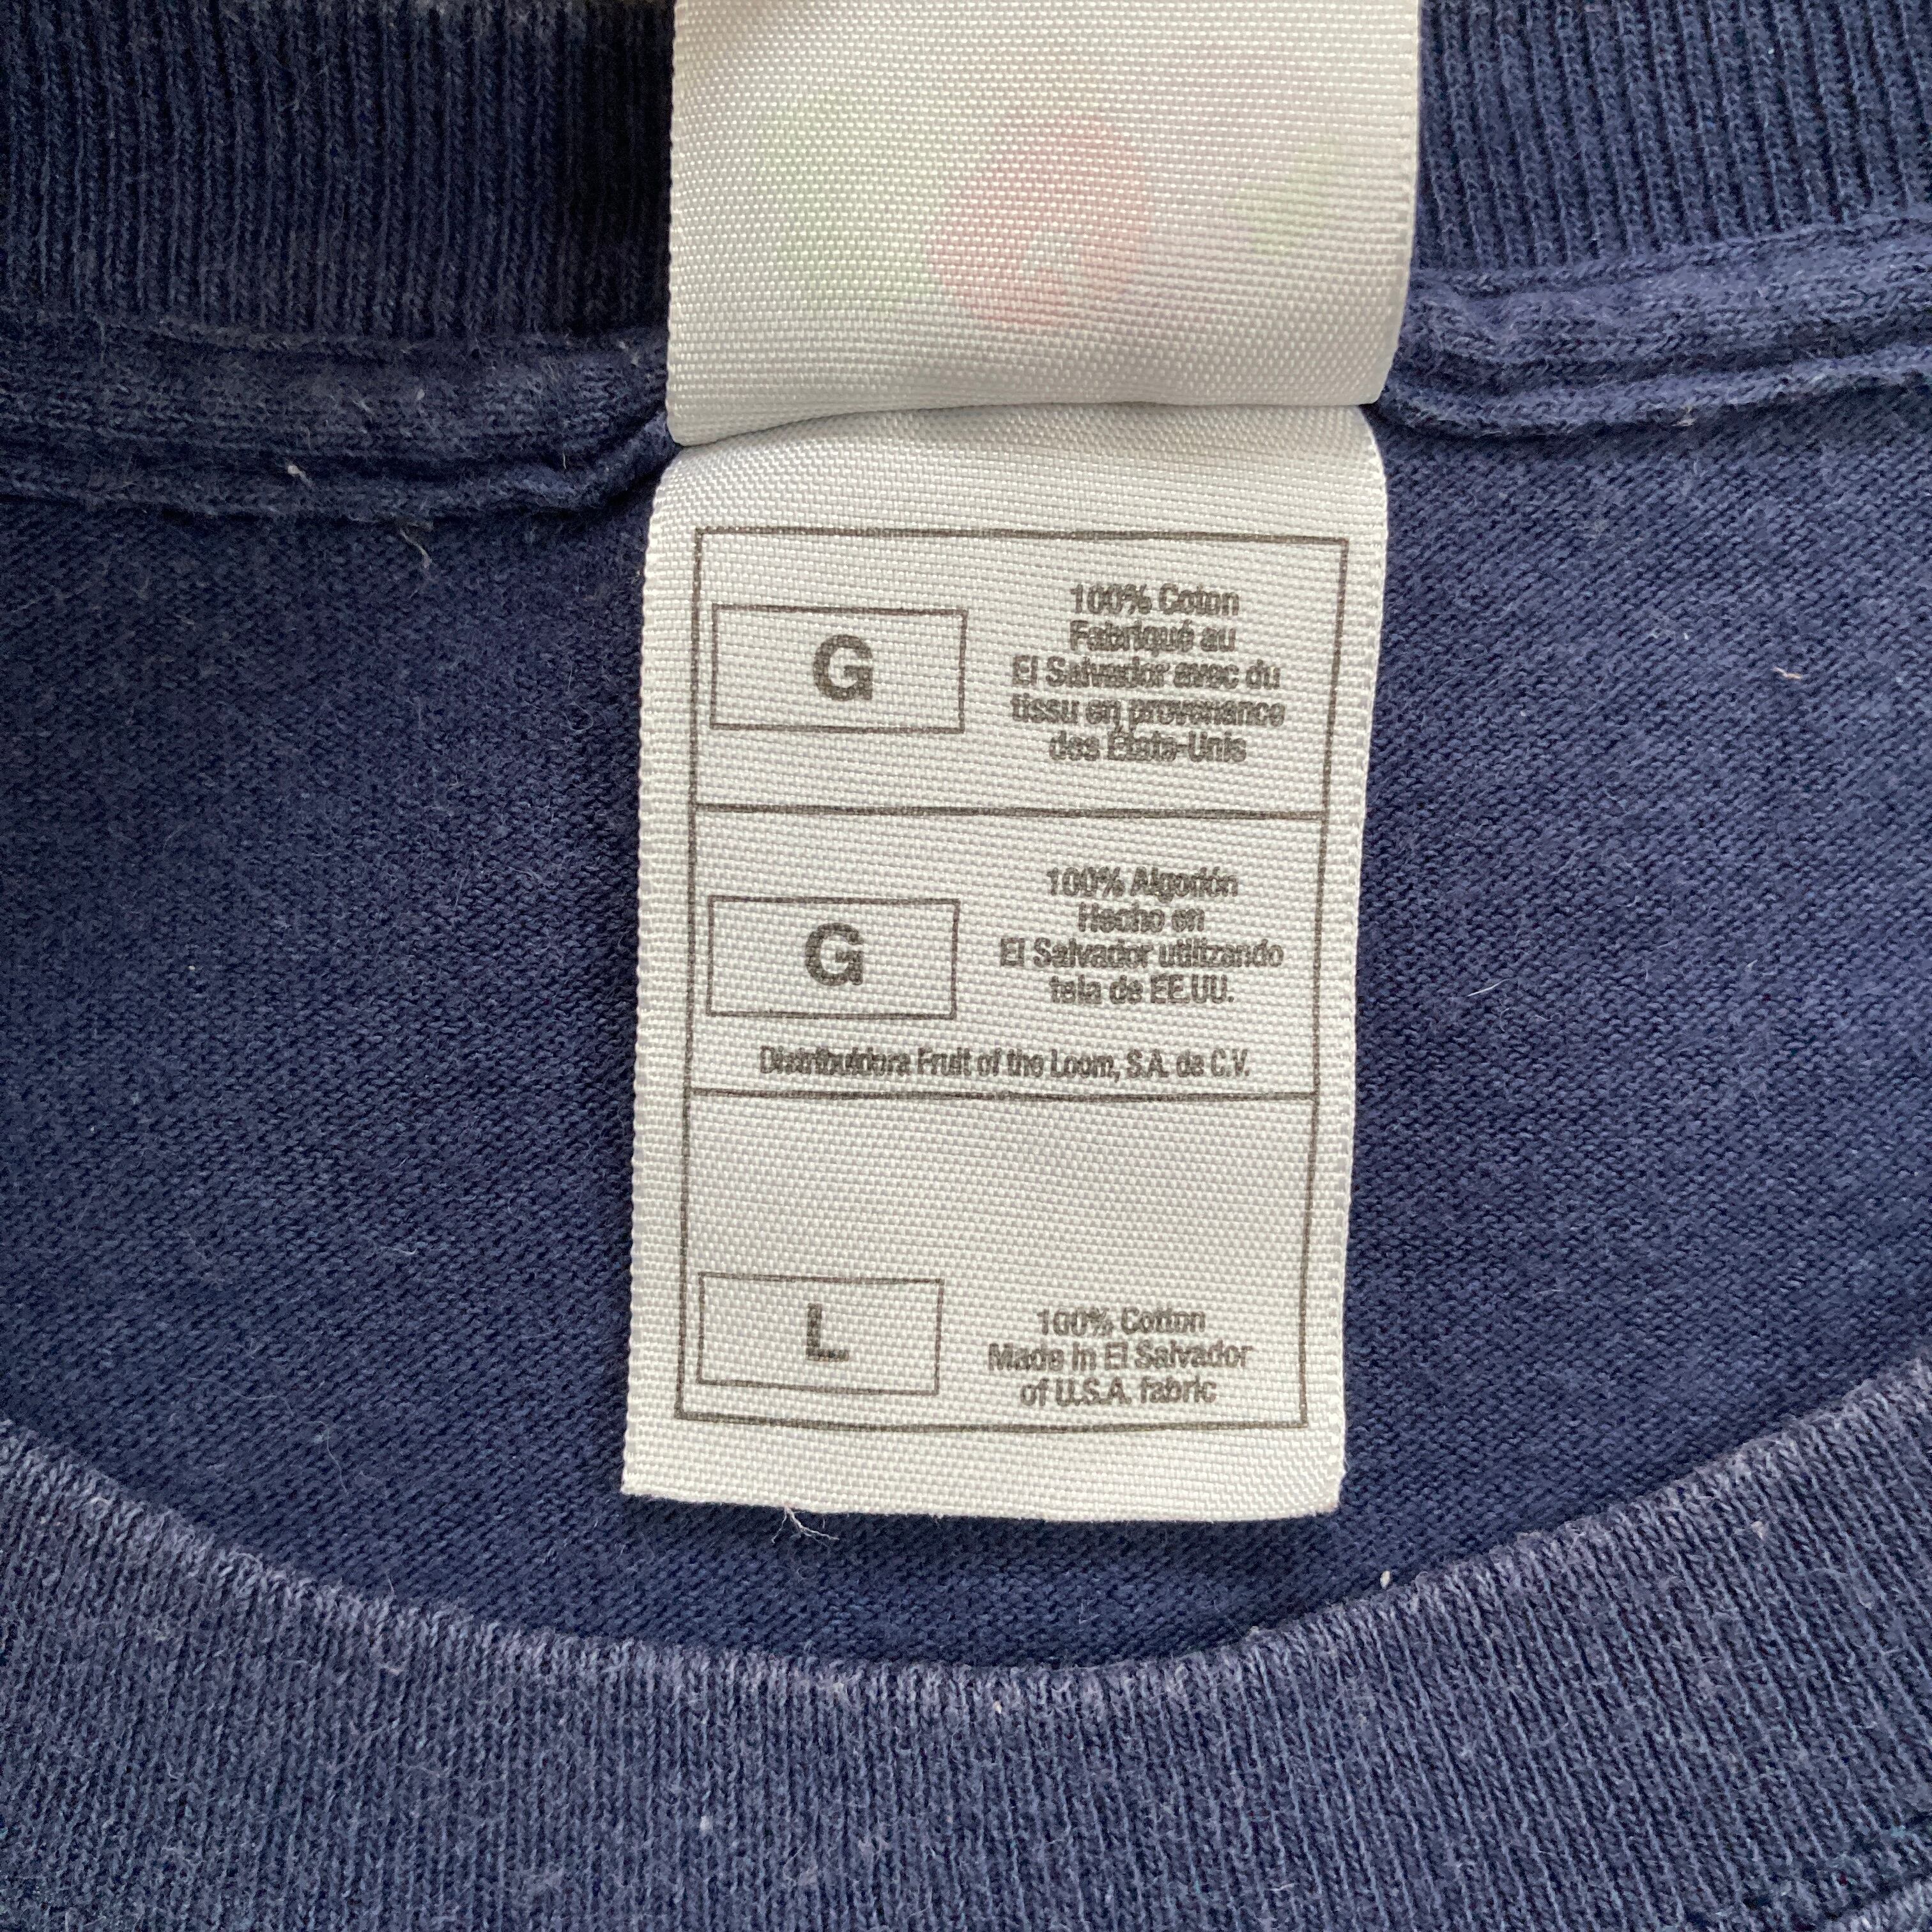 G
100% Coton
Fabriqué au
El Salvador avec du
tissu en provenance
des États-Unis
G
100% Algodón
Hecho en
El Salvador utilizando
tela de EE.UU.
Distribuidora Fruit of the Loom, S.A. de C.V.
L
100% Cotton
Made in El Salvador
of U.S.A. fabric